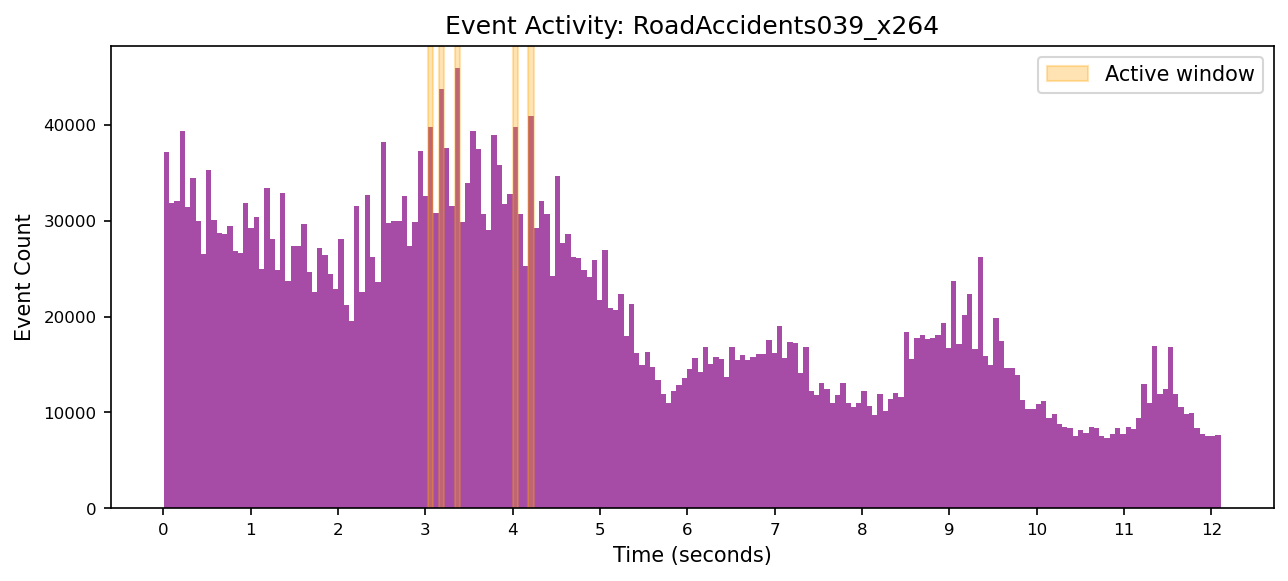 Event Activity: RoadAccidents039_x264
Active window
40000
30000
20000
10000
0
Event Count
0 1 2 3 4 5 6 7 8 9 10 11 12
Time (seconds)